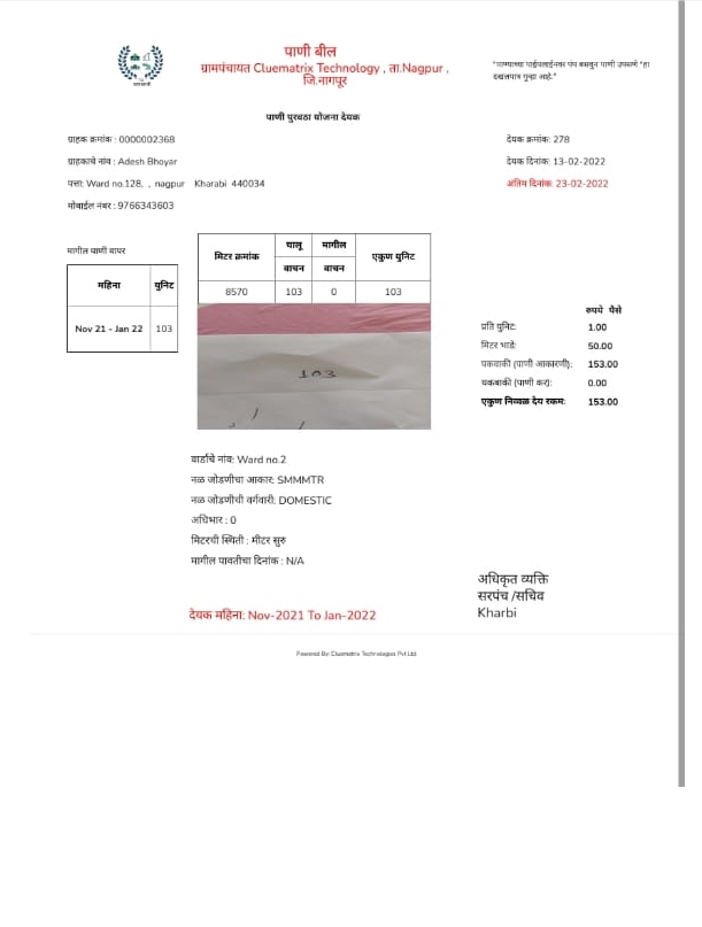 पाणी बील
ग्रामपंचायत Cluematrix Technology , ता.Nagpur ,
जि.नागपूर
"पाण्याच्या पाईपलाईनवर पंप बसवुन पाणी उपसणे "हा
दखलपात्र गुन्हा आहे."
पाणी पुरवठा योजना देयक
ग्राहक क्रमांक : 0000002368
देयक क्रमांक: 278
ग्राहकाचे नांव : Adesh Bhoyar
देयक दिनांक: 13-02-2022
पत्ता: Ward no.128, , nagpur Kharabi 440034
अंतिम दिनांक: 23-02-2022
मोबाईल नंबर : 9766343603
मागील पाणी वापर
महिना युनिट
Nov 21 - Jan 22 103
मिटर क्रमांक चालू वाचन मागील वाचन एकुण युनिट
8570 103 0 103
103
रुपये पैसे
प्रति युनिट: 1.00
मिटर भाडे: 50.00
थकबाकी (पाणी आकारणी): 153.00
थकबाकी (पाणी कर): 0.00
एकुण निव्वळ देय रक्कम: 153.00
वार्डाचे नांव: Ward no.2
नळ जोडणीचा आकार: SMMMTR
नळ जोडणीची वर्गवारी: DOMESTIC
अधिभार : 0
मिटरची स्थिती : मीटर सुरु
मागील पावतीचा दिनांक : N/A
अधिकृत व्यक्ति
सरपंच /सचिव
Kharbi
देयक महिना: Nov-2021 To Jan-2022
Powered By Cluematrix Technologies Pvt Ltd.